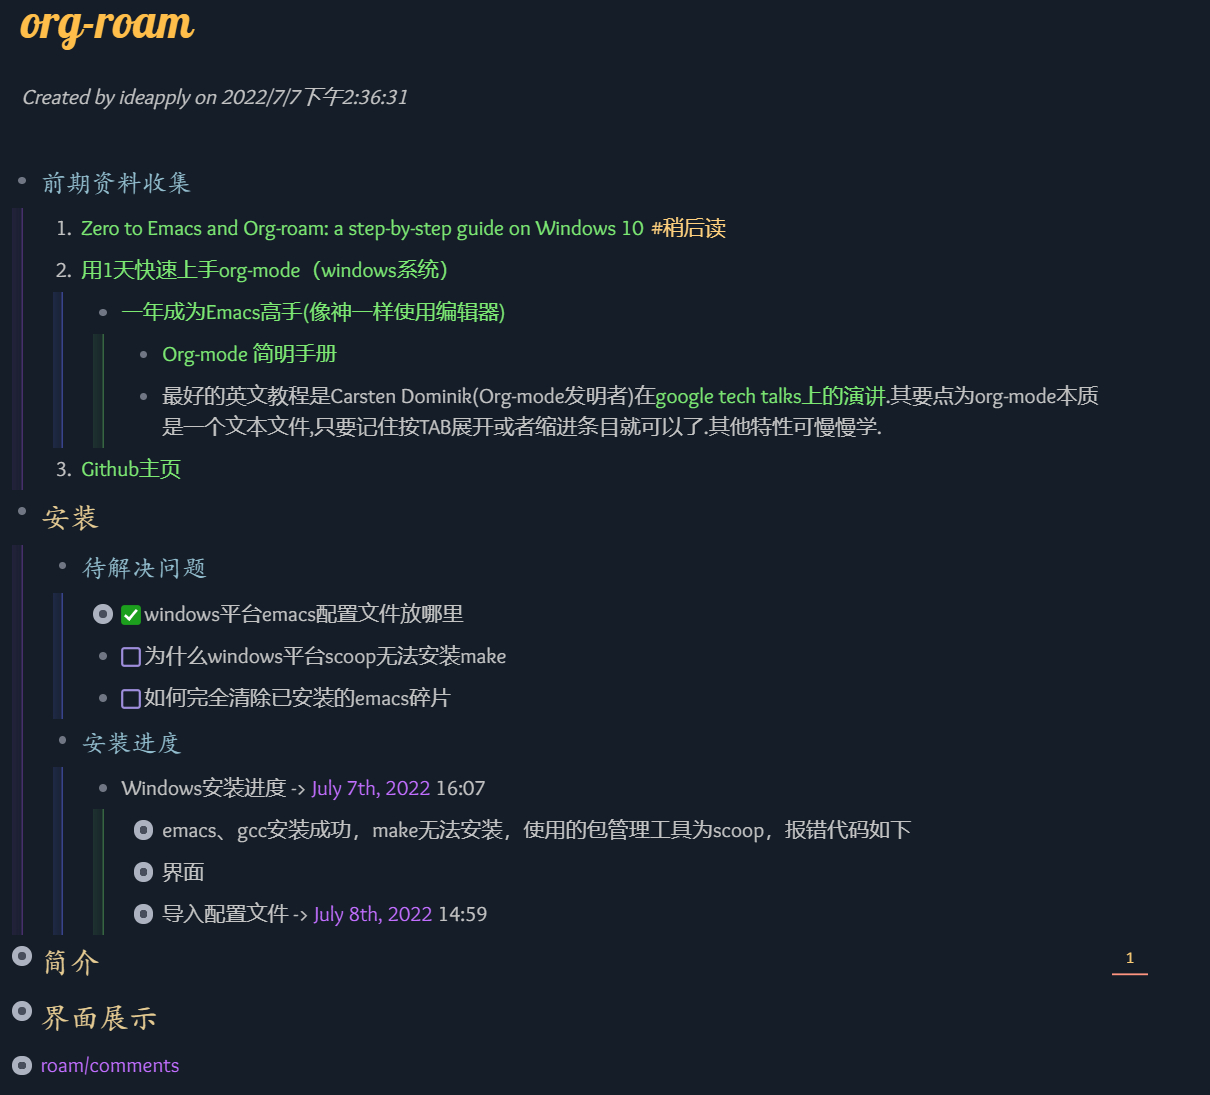 org-roam
Created by ideapply on 2022/7/7下午2:36:31
前期资料收集
1. Zero to Emacs and Org-roam: a step-by-step guide on Windows 10 #稍后读
2. 用1天快速上手org-mode（windows系统）
一年成为Emacs高手(像神一样使用编辑器)
Org-mode 简明手册
最好的英文教程是Carsten Dominik(Org-mode发明者)在google tech talks上的演讲.其要点为org-mode本质
是一个文本文件,只要记住按TAB展开或者缩进条目就可以了.其他特性可慢慢学.
3. Github主页
安装
待解决问题
windows平台emacs配置文件放哪里
为什么windows平台scoop无法安装make
如何完全清除已安装的emacs碎片
安装进度
Windows安装进度 -> July 7th, 2022 16:07
emacs、gcc安装成功，make无法安装，使用的包管理工具为scoop，报错代码如下
界面
导入配置文件 -> July 8th, 2022 14:59
简介 1
界面展示
roam/comments